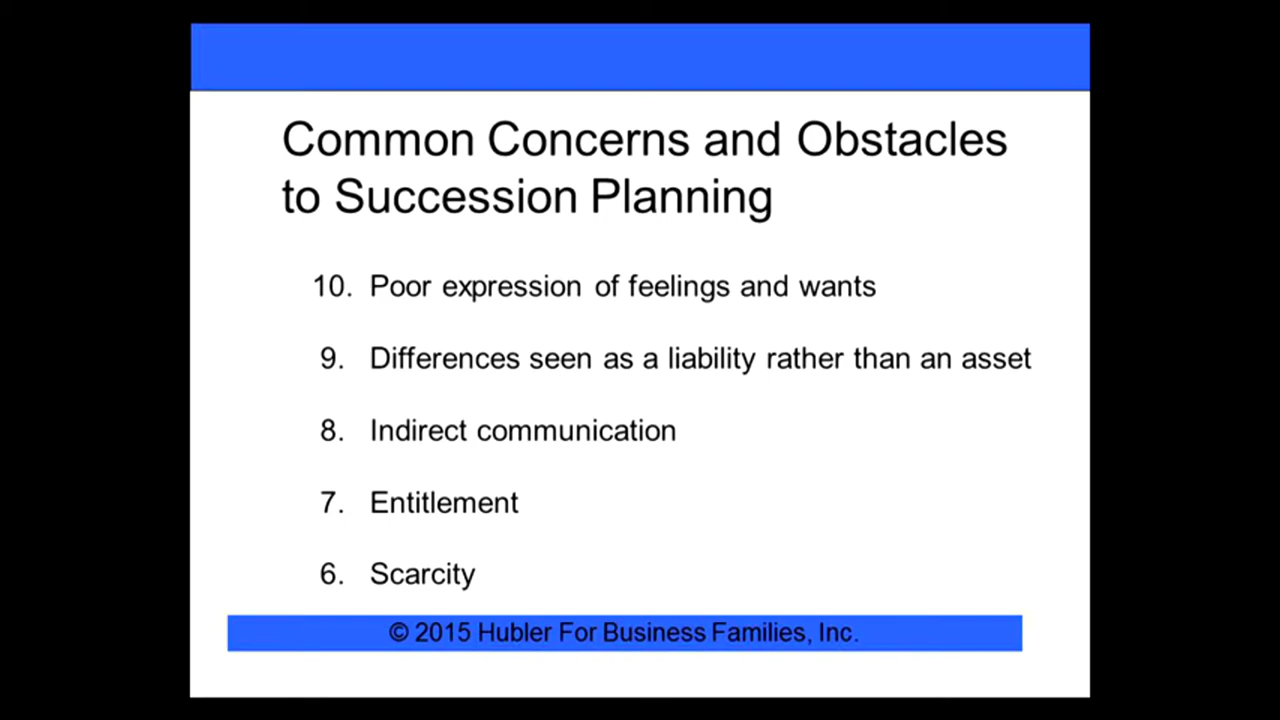 Common Concerns and Obstacles
to Succession Planning
10. Poor expression of feelings and wants
9. Differences seen as a liability rather than an asset
8. Indirect communication
7. Entitlement
6. Scarcity
© 2015 Hubler For Business Families, Inc.